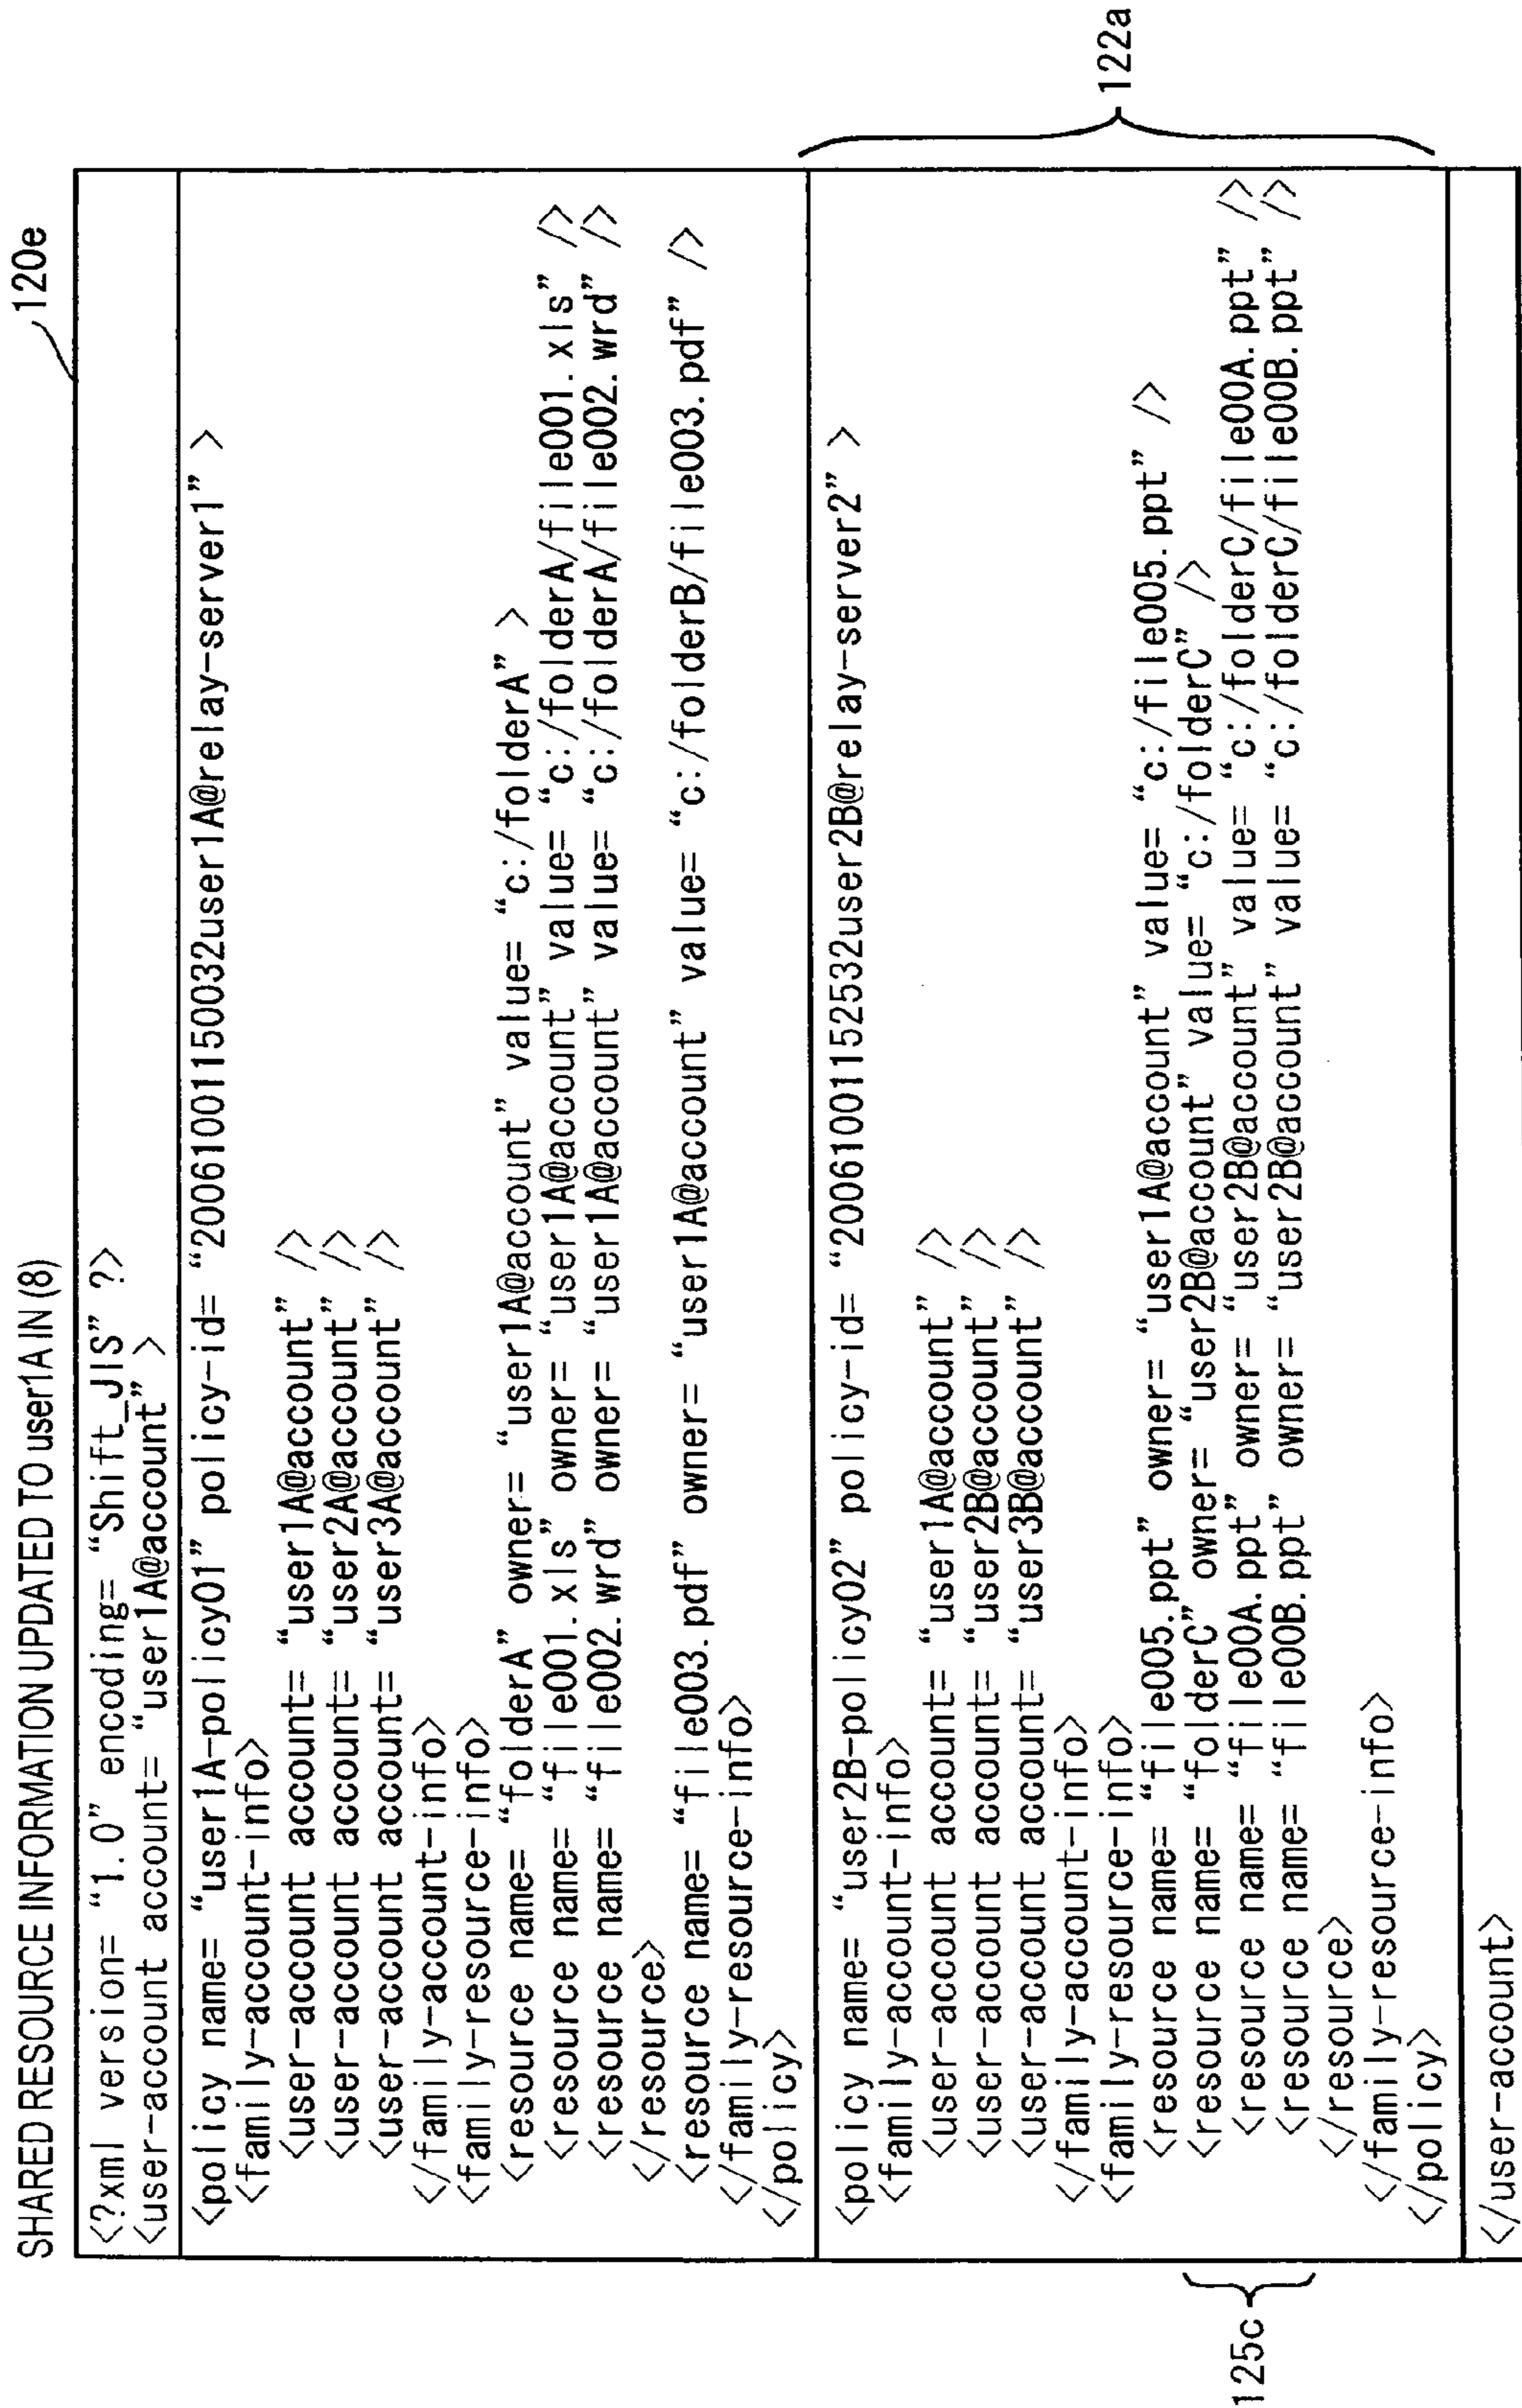 SHARED RESOURCE INFORMATION UPDATED TO user1A IN (8)
120e
<?xml version= “1.0” encoding= “Shift_JIS” ?>
<user-account account= “user1A@account” >
<policy name= “user1A-policy01” policy-id= “20061001150032user1A@relay-server1” >
<family-account-info>
<user-account account= “user1A@account” />
<user-account account= “user2A@account” />
<user-account account= “user3A@account” />
</family-account-info>
<family-resource-info>
<resource name= “folderA” owner= “user1A@account” value= “c:/folderA” >
<resource name= “file001.xls” owner= “user1A@account” value= “c:/folderA/file001.xls” />
<resource name= “file002.wrd” owner= “user1A@account” value= “c:/folderA/file002.wrd” />
</resource>
<resource name= “file003.pdf” owner= “user1A@account” value= “c:/folderB/file003.pdf” />
</family-resource-info>
</policy>
122a
<policy name= “user2B-policy02” policy-id= “20061001152532user2B@relay-server2” >
<family-account-info>
<user-account account= “user1A@account” />
<user-account account= “user2B@account” />
<user-account account= “user3B@account” />
</family-account-info>
<family-resource-info>
<resource name= “file005.ppt” owner= “user1A@account” value= “c:/file005.ppt” />
<resource name= “folderC” owner= “user2B@account” value= “c:/folderC” />
<resource name= “file00A.ppt” owner= “user2B@account” value= “c:/folderC/file00A.ppt” />
<resource name= “file00B.ppt” owner= “user2B@account” value= “c:/folderC/file00B.ppt” />
</resource>
125c
</family-resource-info>
</policy>
</user-account>